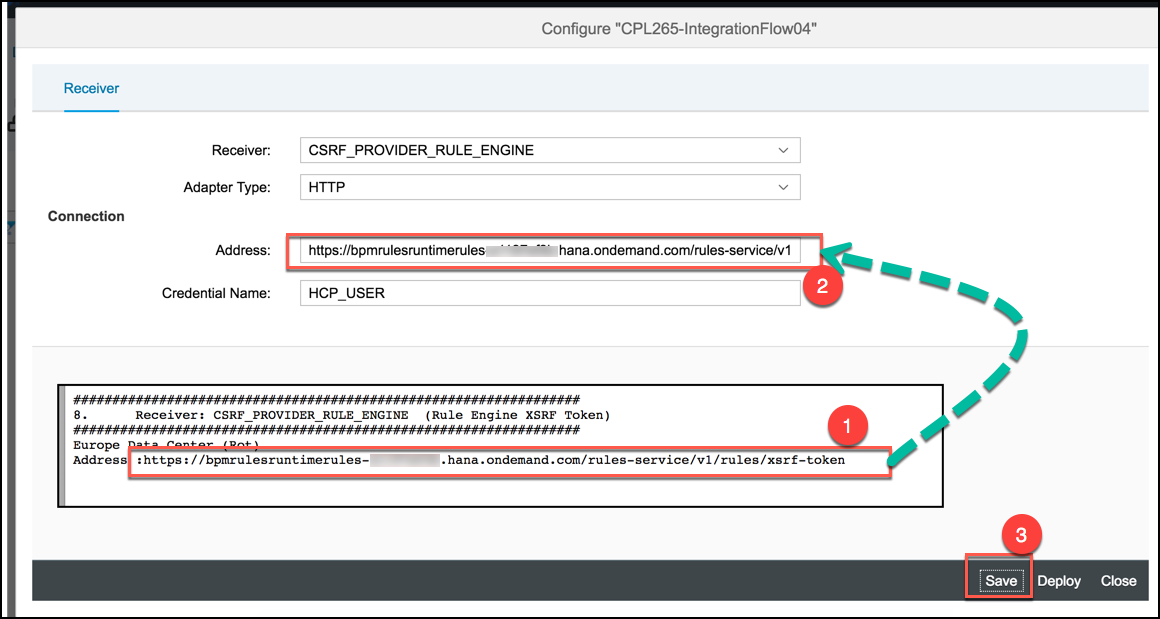 Configure "CPL265-IntegrationFlow04"
Receiver
Receiver: CSRF_PROVIDER_RULE_ENGINE
Adapter Type: HTTP
Connection
Address: https://bpmrulesruntimerules hana.ondemand.com/rules-service/v1
2
Credential Name: HCP_USER
#################################################################
8. Receiver: CSRF_PROVIDER_RULE_ENGINE (Rule Engine XSRF Token)
#################################################################
1
Europe Data Center (Rot)
Address :https://bpmrulesruntimerules- .hana.ondemand.com/rules-service/v1/rules/xsrf-token
3
Save Deploy Close